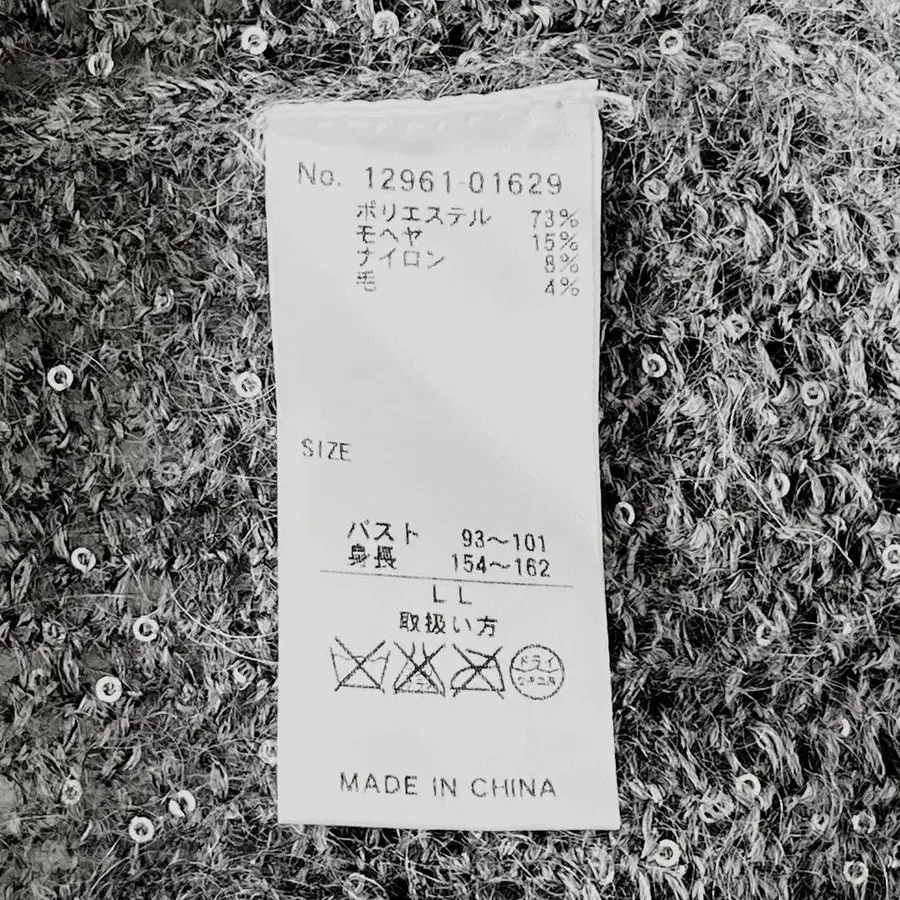 No. 12961-01629
ポリエステル 73%
モヘヤ 15%
ナイロン 8%
毛 4%
SIZE
バスト 93～101
身長 154～162
LL
取扱い方
ドライ
MADE IN CHINA